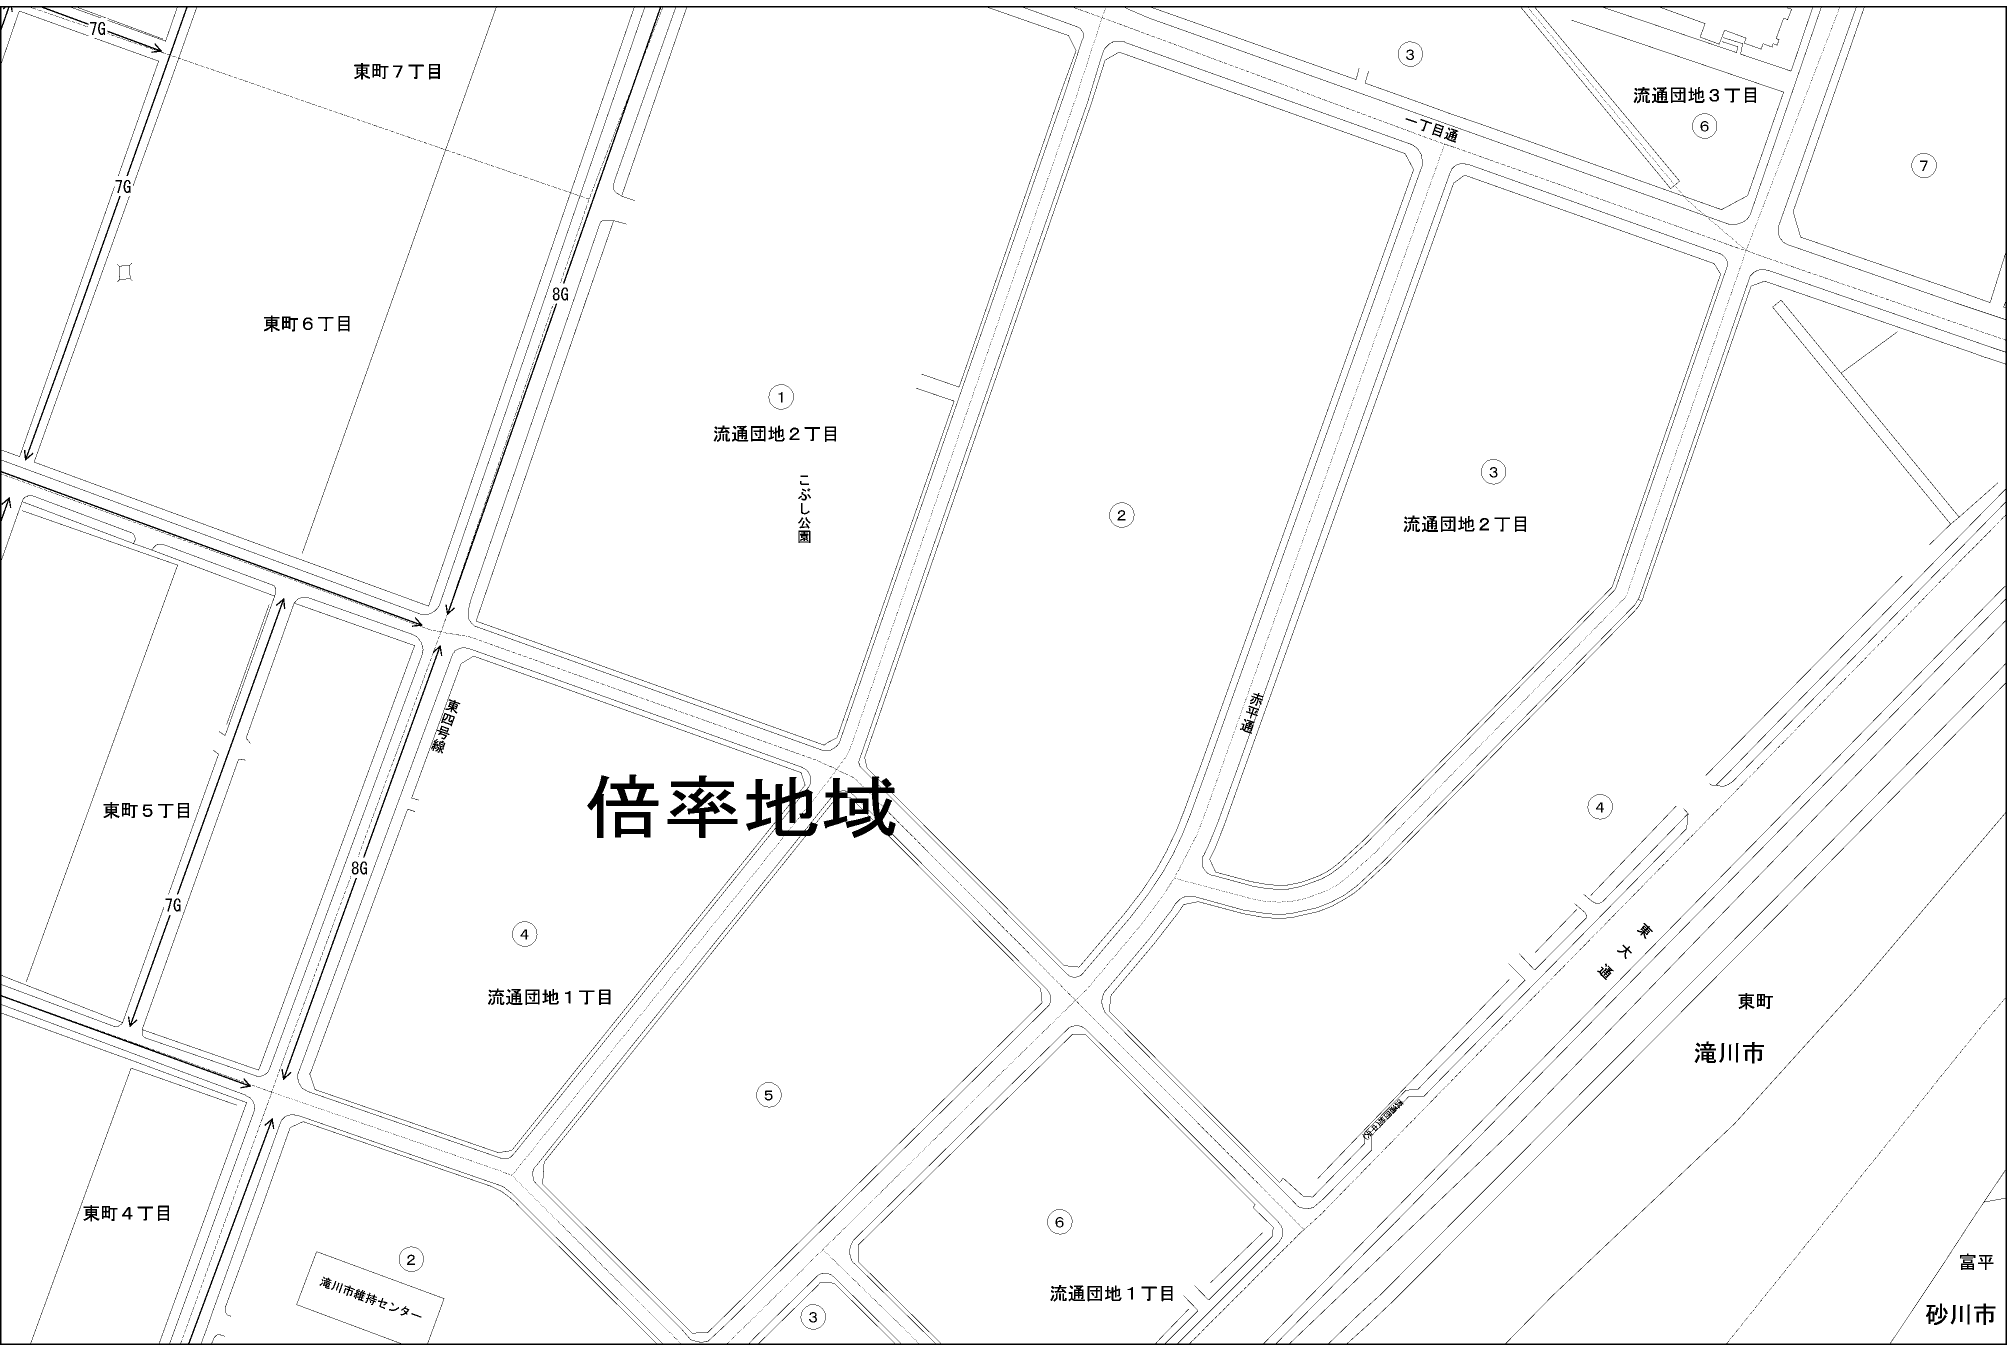 7G
東町７丁目
③
流通団地３丁目
⑥
一丁目通
⑦
7G
8G
東町６丁目
①
流通団地２丁目
こぶし公園
②
③
流通団地２丁目
東四号線
赤平通
倍率地域
④
東町５丁目
8G
7G
④
流通団地１丁目
東大通
東町
滝川市
⑤
東町４丁目
②
滝川市維持センター
⑥
流通団地１丁目
③
富平
砂川市